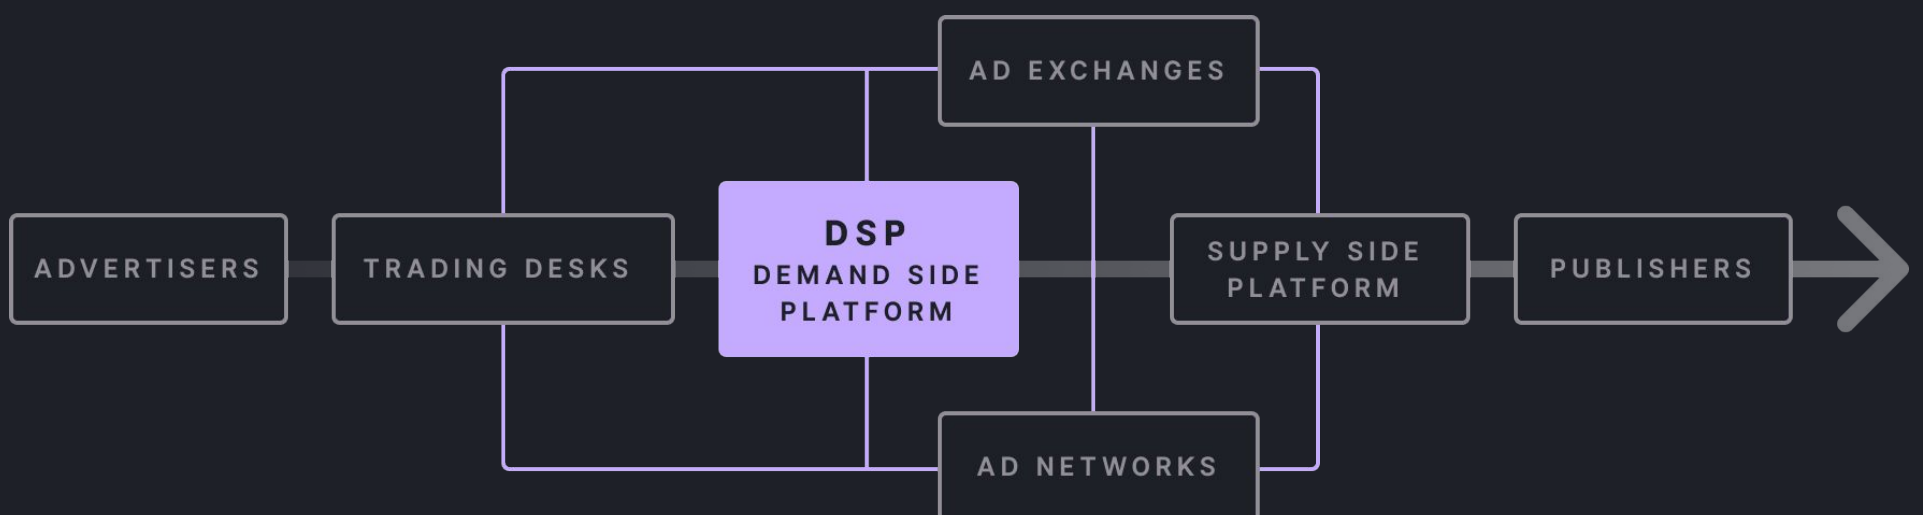 AD EXCHANGES
ADVERTISERS
TRADING DESKS
DSP
DEMAND SIDE
PLATFORM
SUPPLY SIDE
PLATFORM
PUBLISHERS
AD NETWORKS